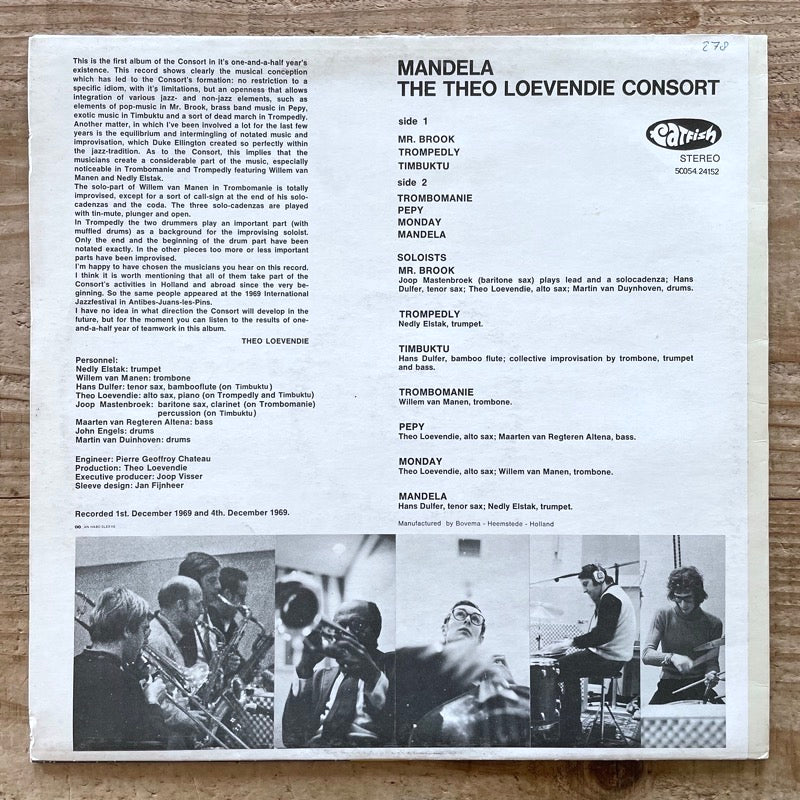 278
This is the first album of the Consort in it's one-and-a-half year's
existence. This record shows clearly the musical conception
which has led to the Consort's formation: no restriction to a
specific idiom, with it's limitations, but an openness that allows
integration of various jazz- and non-jazz elements, such as
elements of pop-music in Mr. Brook, brass band music in Pepy,
exotic music in Timbuktu and a sort of dead march in Trompedly.
Another matter, in which I've been involved a lot for the last few
years is the equilibrium and intermingling of notated music and
improvisation, which Duke Ellington created so perfectly within
the jazz-tradition. As to the Consort, this implies that the
musicians create a considerable part of the music, especially
noticeable in Trombomanie and Trompedly featuring Willem van
Manen and Nedly Elstak.
The solo-part of Willem van Manen in Trombomanie is totally
improvised, except for a sort of call-sign at the end of his solo-
cadenzas and the coda. The three solo-cadenzas are played
with tin-mute, plunger and open.
In Trompedly the two drummers play an important part (with
muffled drums) as a background for the improvising soloist.
Only the end and the beginning of the drum part have been
notated exactly. In the other pieces too more or less important
parts have been improvised.
I'm happy to have chosen the musicians you hear on this record.
I think it is worth mentioning that all of them take part of the
Consort's activities in Holland and abroad since the very be-
ginning. So the same people appeared at the 1969 International
Jazzfestival in Antibes-Juans-les-Pins.
I have no idea in what direction the Consort will develop in the
future, but for the moment you can listen to the results of one-
and-a-half year of teamwork in this album.
THEO LOEVENDIE
Personnel:
Nedly Elstak: trumpet
Willem van Manen: trombone
Hans Dulfer: tenor sax, bambooflute (on Timbuktu)
Theo Loevendie: alto sax, piano (on Trompedly and Timbuktu)
Joop Mastenbroek: baritone sax, clarinet (on Trombomanie)
percussion (on Timbuktu)
Maarten van Regteren Altena: bass
John Engels: drums
Martin van Duinhoven: drums
Engineer: Pierre Geoffroy Chateau
Production: Theo Loevendie
Executive producer: Joop Visser
Sleeve design: Jan Fijnheer
Recorded 1st. December 1969 and 4th. December 1969.
MANDELA
THE THEO LOEVENDIE CONSORT
Catfish
STEREO
5C054.24152
side 1
MR. BROOK
TROMPEDLY
TIMBUKTU
side 2
TROMBOMANIE
PEPY
MONDAY
MANDELA
SOLOISTS
MR. BROOK
Joop Mastenbroek (baritone sax) plays lead and a solocadenza; Hans
Dulfer, tenor sax; Theo Loevendie, alto sax; Martin van Duynhoven, drums.
TROMPEDLY
Nedly Elstak, trumpet.
TIMBUKTU
Hans Dulfer, bamboo flute; collective improvisation by trombone, trumpet
and bass.
TROMBOMANIE
Willem van Manen, trombone.
PEPY
Theo Loevendie, alto sax; Maarten van Regteren Altena, bass.
MONDAY
Theo Loevendie, alto sax; Willem van Manen, trombone.
MANDELA
Hans Dulfer, tenor sax; Nedly Elstak, trumpet.
Manufactured by Bovema - Heemstede - Holland